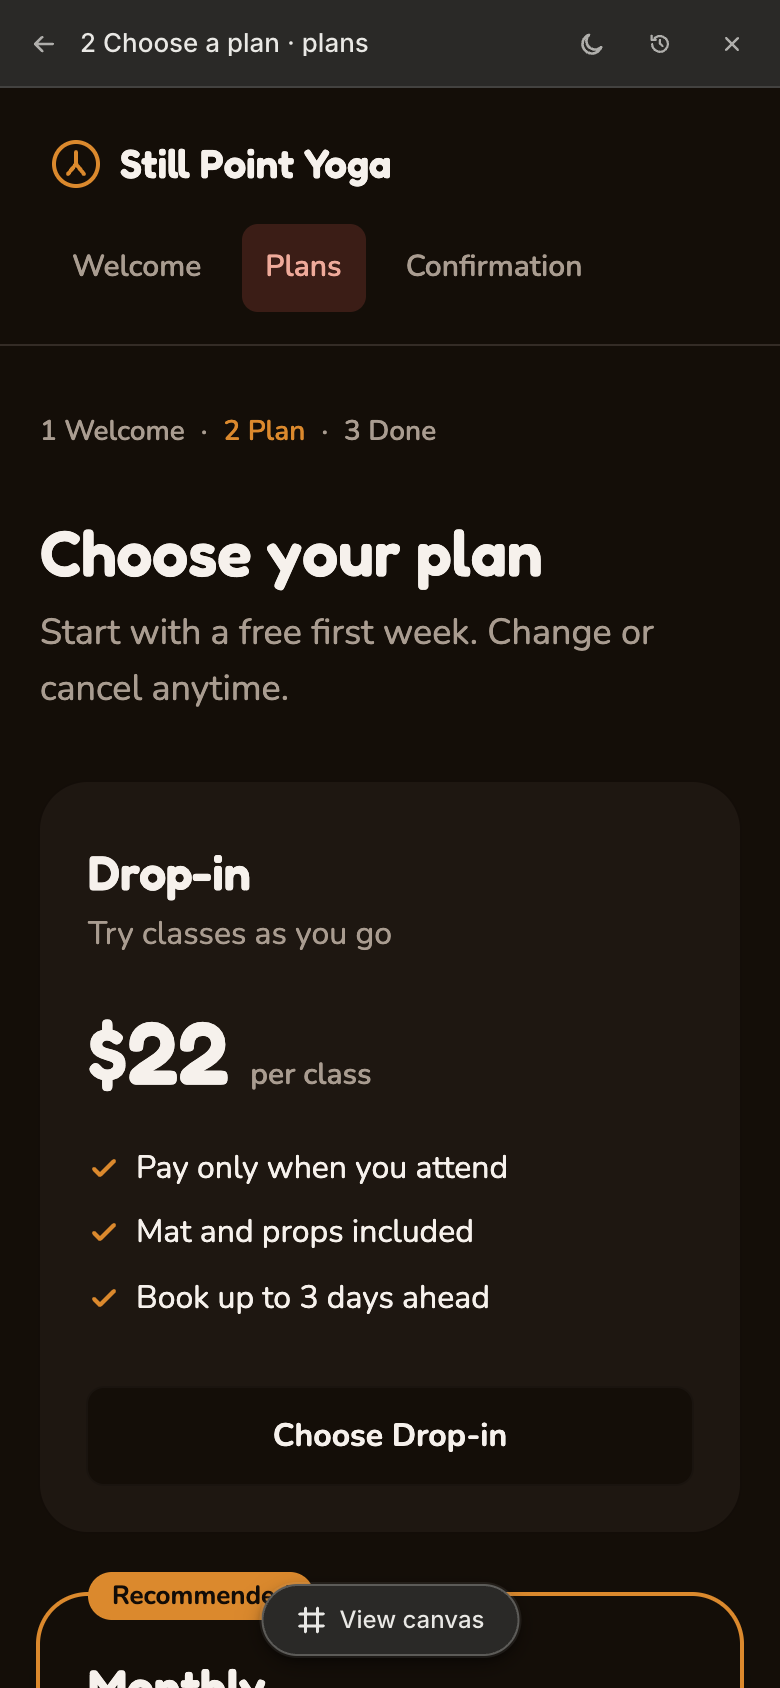 2 Choose a plan · plans
Still Point Yoga
Welcome Plans Confirmation
1 Welcome · 2 Plan · 3 Done
Choose your plan
Start with a free first week. Change or
cancel anytime.
Drop-in
Try classes as you go
$22 per class
Pay only when you attend
Mat and props included
Book up to 3 days ahead
Choose Drop-in
Recommende
View canvas
Monthly